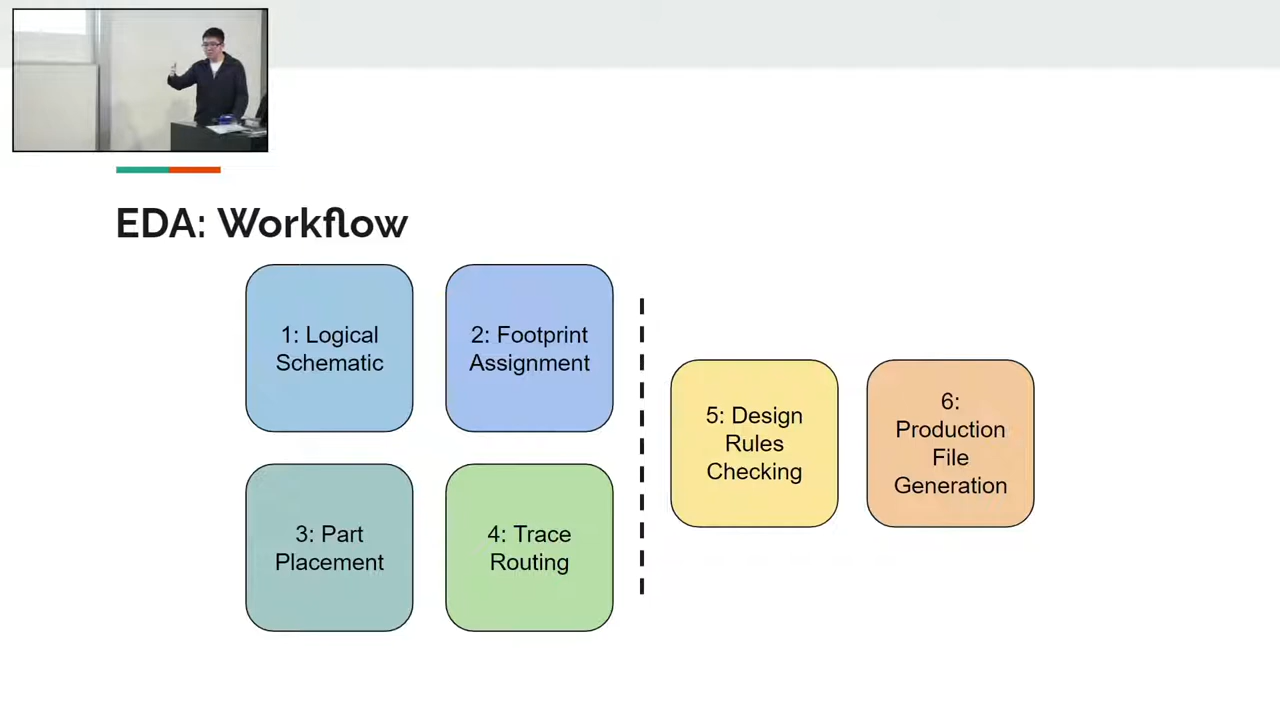 EDA: Workflow
1: Logical
Schematic
2: Footprint
Assignment
3: Part
Placement
4: Trace
Routing
5: Design
Rules
Checking
6:
Production
File
Generation